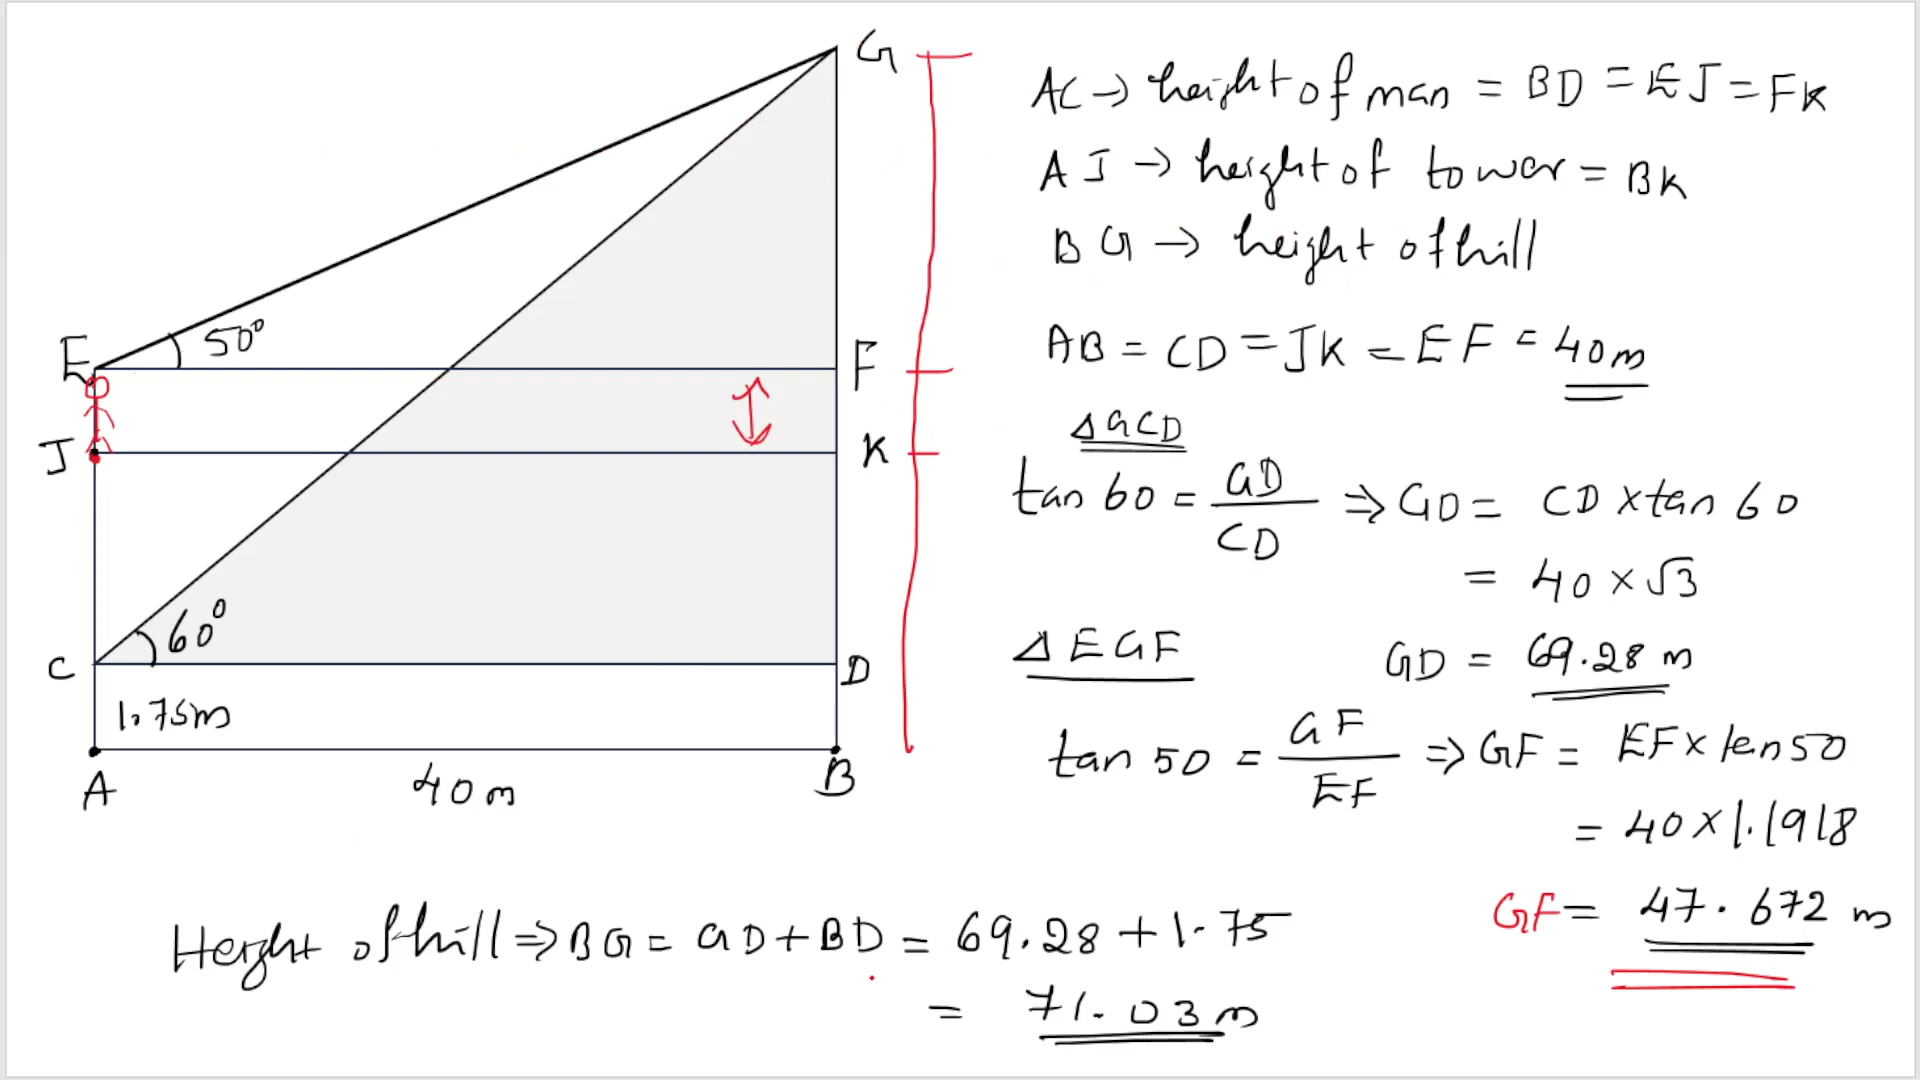 G
E 50° F
J K
60°
C D
1.75m
A 40m B
AC → height of man = BD = EJ = FK
AJ → height of tower = BK
BG → height of hill
AB = CD = JK = EF = 40m
△GCD
tan 60 = GD/CD ⇒ GD = CD × tan 60
= 40 × √3
GD = 69.28 m
△EGF
tan 50 = GF/EF ⇒ GF = EF × tan 50
= 40 × 1.1918
GF = 47.672 m
Height of hill ⇒ BG = GD + BD = 69.28 + 1.75
= 71.03 m